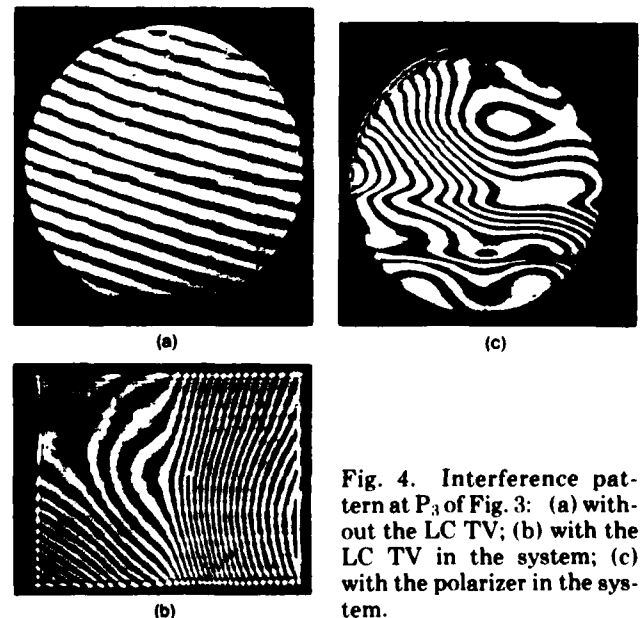 (a)
(c)
(b)
Fig. 4. Interference pat-
tern at P₃ of Fig. 3: (a) with-
out the LC TV; (b) with the
LC TV in the system; (c)
with the polarizer in the sys-
tem.